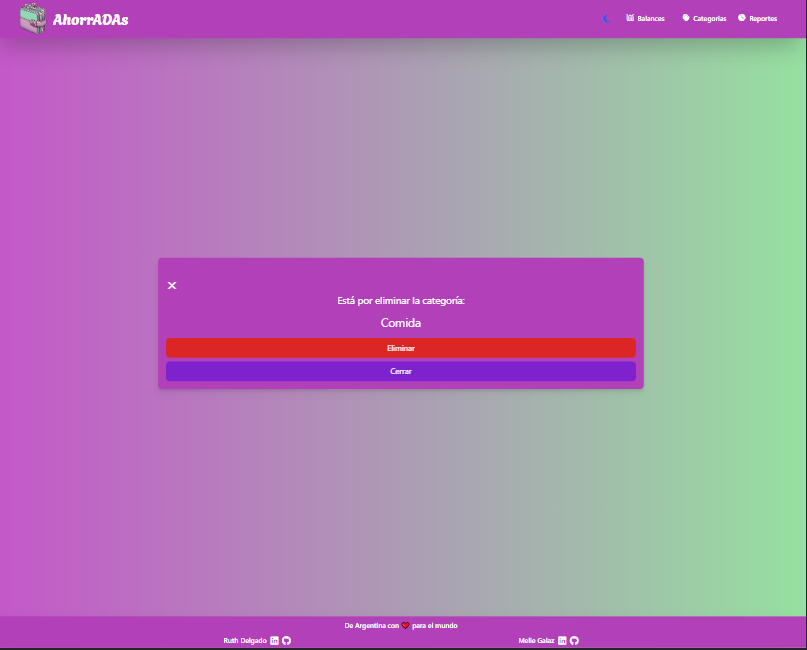 AhorrADAs
Balances Categorías Reportes
Está por eliminar la categoría:
Comida
Eliminar
Cerrar
De Argentina con ❤ para el mundo
Ruth Delgado
Melie Galaz